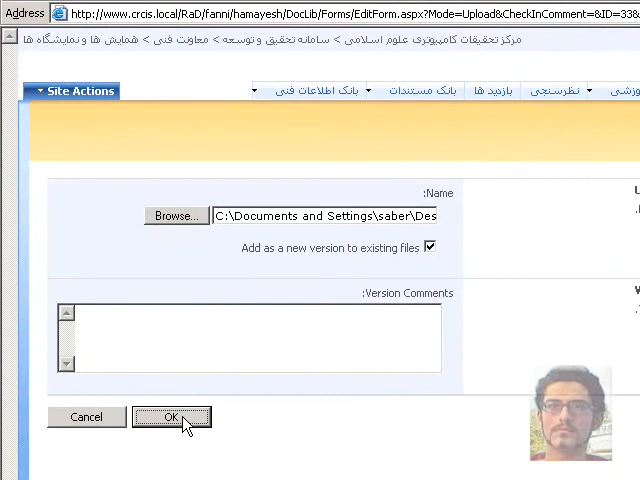 Address http://www.crcis.local/RaD/fanni/hamayesh/DocLib/Forms/EditForm.aspx?Mode=Upload&CheckInComment=&ID=33&
مرکز تحقیقات کامپیوتری علوم اسلامی > سامانه تحقیق و توسعه > معاونت فنی > همایش ها و نمایشگاه ها
Site Actions بانک اطلاعات فنی بانک مستندات بازدید ها نظرسنجی
:Name
Browse... C:\Documents and Settings\saber\Des
Add as a new version to existing files
:Version Comments
Cancel OK